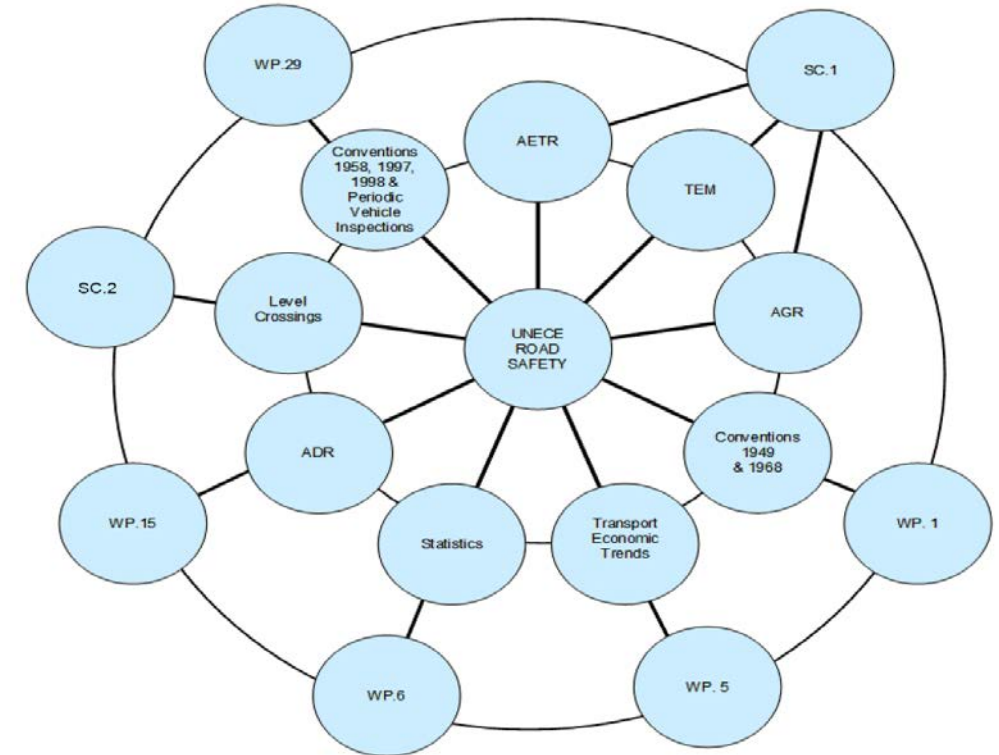 WP.29
SC.1
AETR
Conventions
1958, 1997,
1998 &
Periodic
Vehicle
Inspections
TEM
SC.2
Level
Crossings
AGR
UNECE
ROAD
SAFETY
ADR
Conventions
1949
& 1968
WP.15
WP. 1
Statistics
Transport
Economic
Trends
WP.6
WP. 5